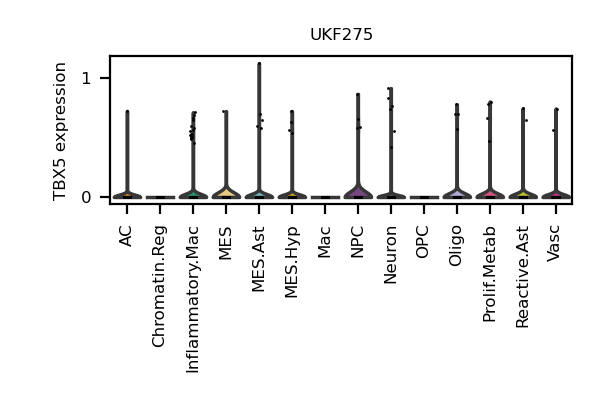 UKF275
TBX5 expression
1
0
AC
Chromatin.Reg
Inflammatory.Mac
MES
MES.Ast
MES.Hyp
Mac
NPC
Neuron
OPC
Oligo
Prolif.Metab
Reactive.Ast
Vasc